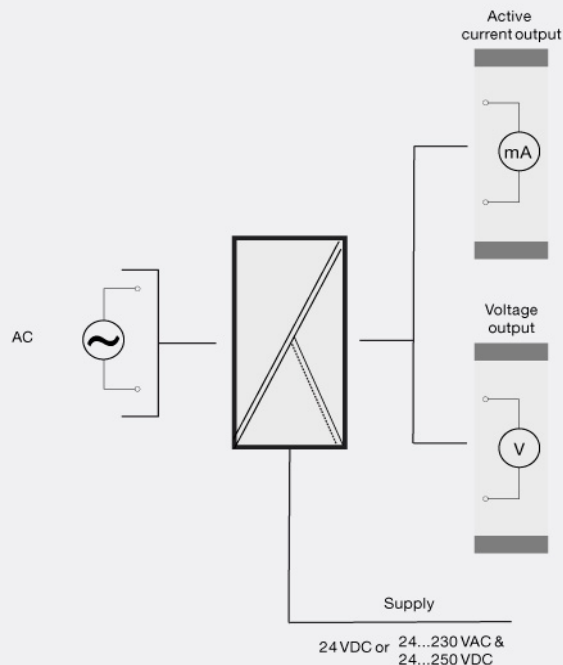 Active
current output
mA
AC
Voltage
output
V
Supply
24 VDC or 24...230 VAC &
24...250 VDC